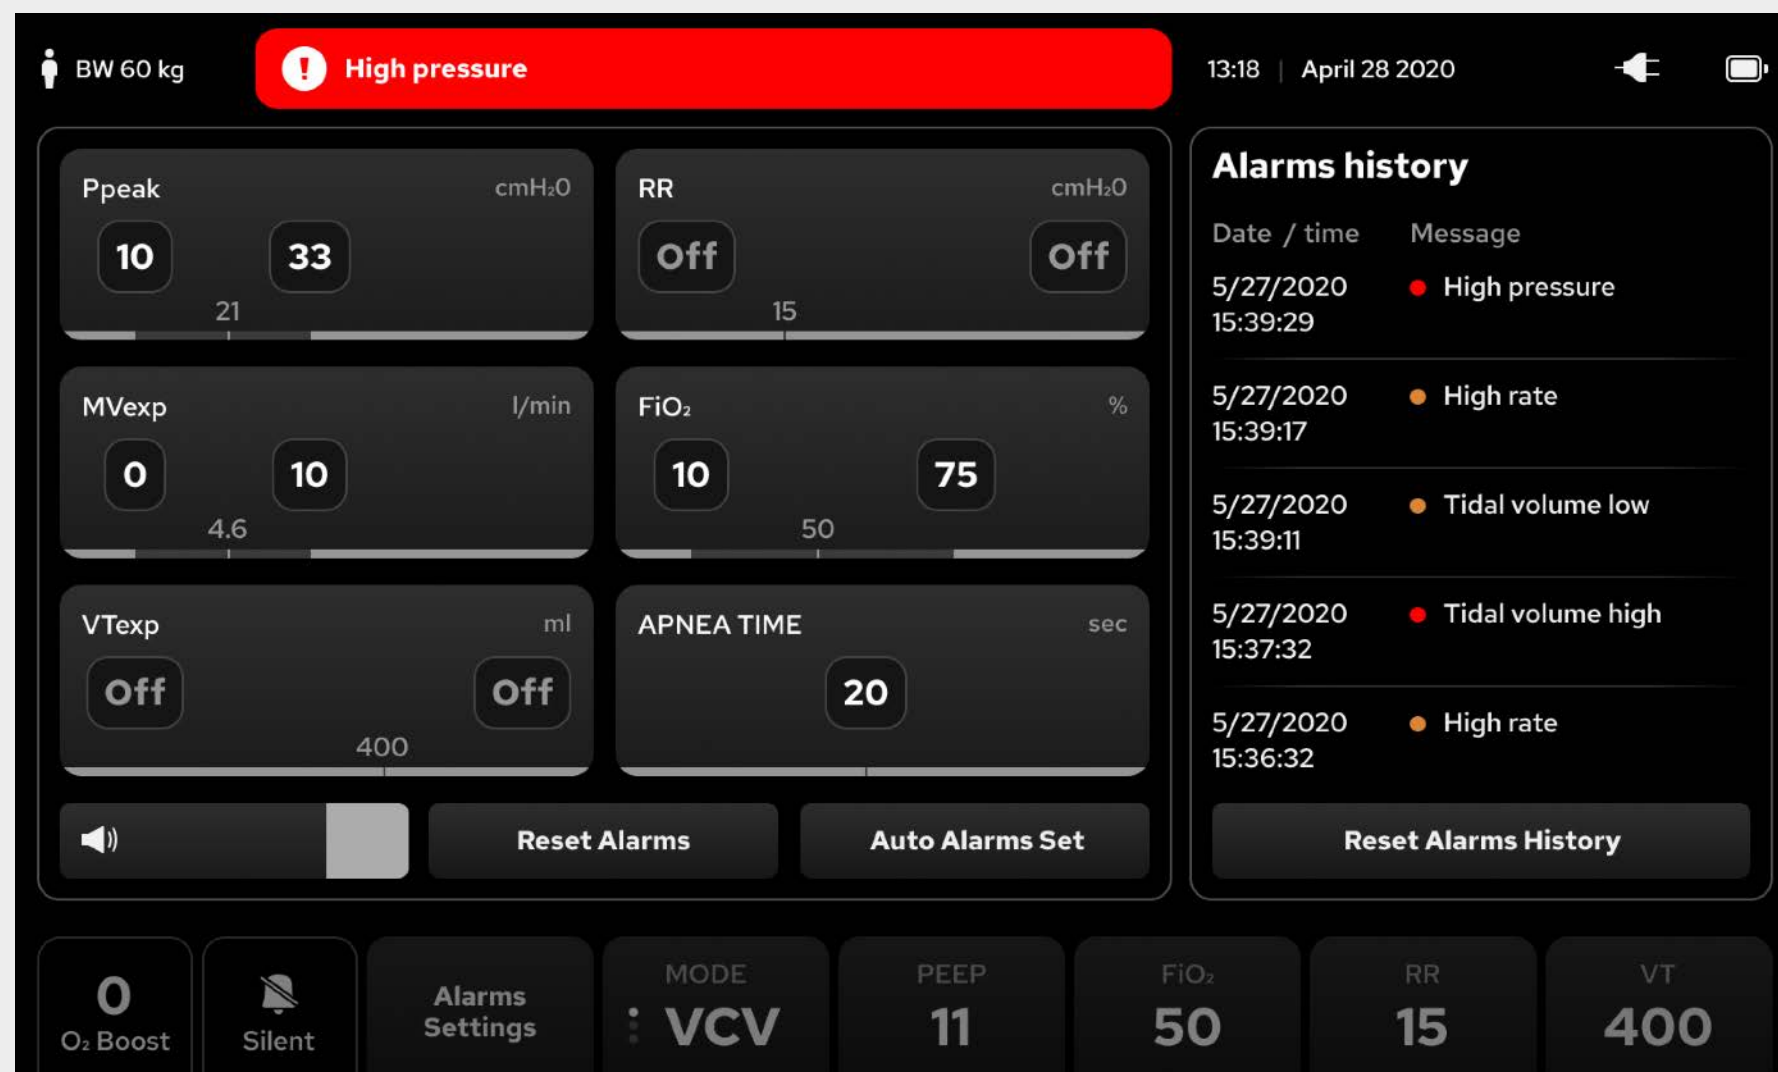 BW 60 kg
! High pressure
13:18 | April 28 2020
Ppeak cmH₂0
10 33
21
RR cmH₂0
Off Off
15
MVexp l/min
0 10
4.6
FiO₂ %
10 75
50
VTexp ml
Off Off
400
APNEA TIME sec
20
Reset Alarms
Auto Alarms Set
Alarms history
Date / time Message
5/27/2020 High pressure
15:39:29
5/27/2020 High rate
15:39:17
5/27/2020 Tidal volume low
15:39:11
5/27/2020 Tidal volume high
15:37:32
5/27/2020 High rate
15:36:32
Reset Alarms History
0
O₂ Boost
Silent
Alarms
Settings
MODE
VCV
PEEP
11
FiO₂
50
RR
15
VT
400